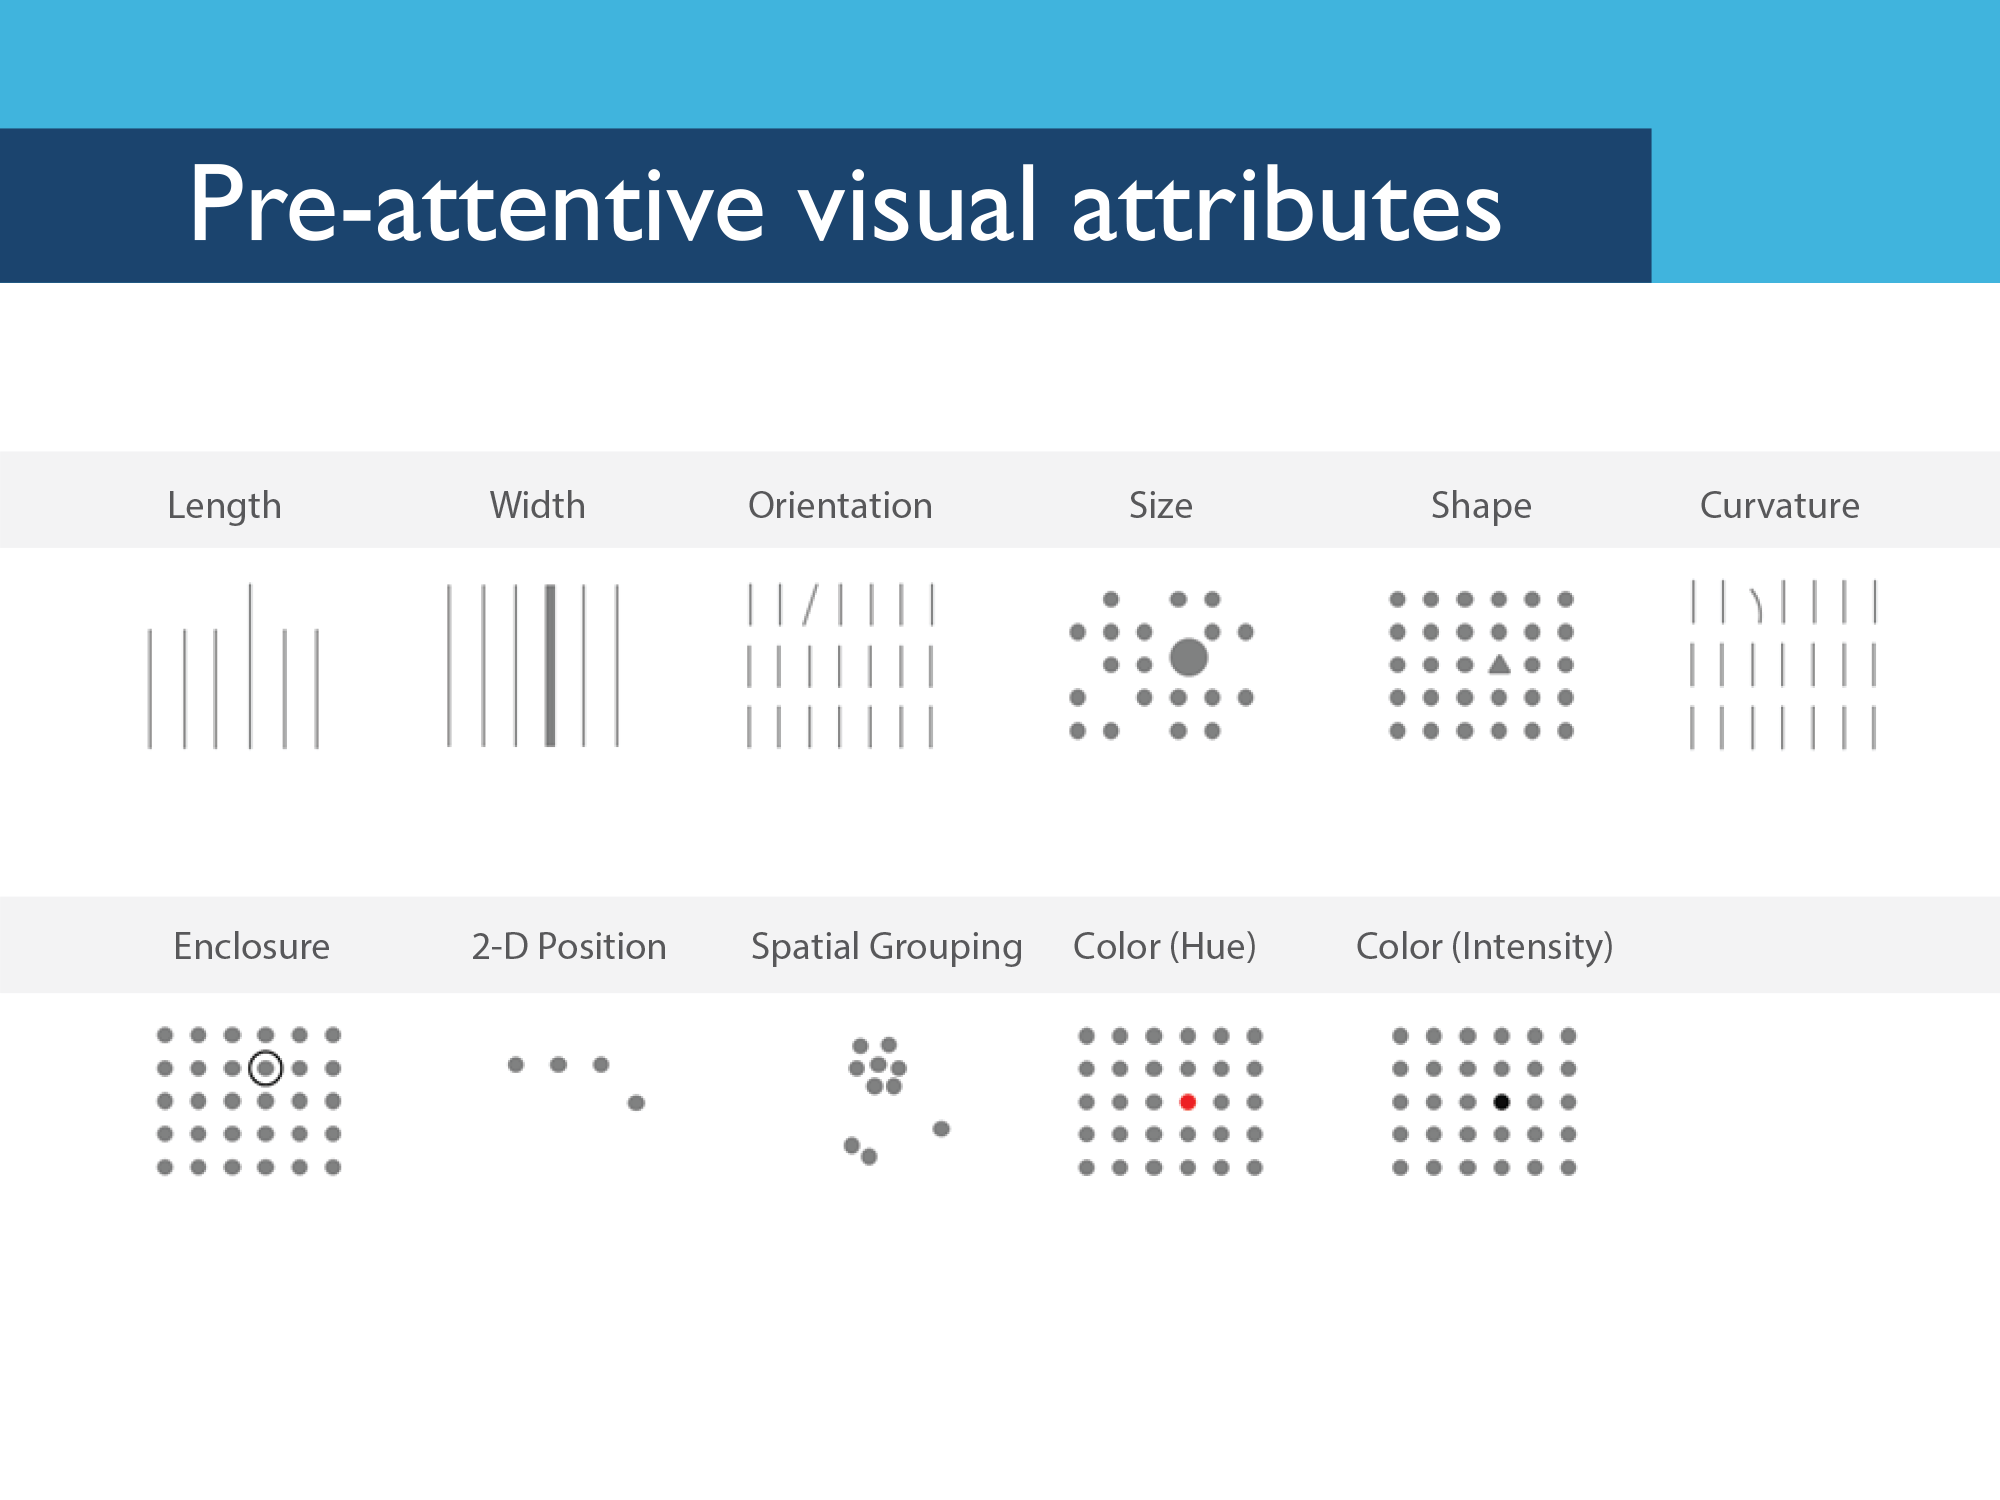 Pre-attentive visual attributes
Length Width Orientation Size Shape Curvature
Enclosure 2-D Position Spatial Grouping Color (Hue) Color (Intensity)